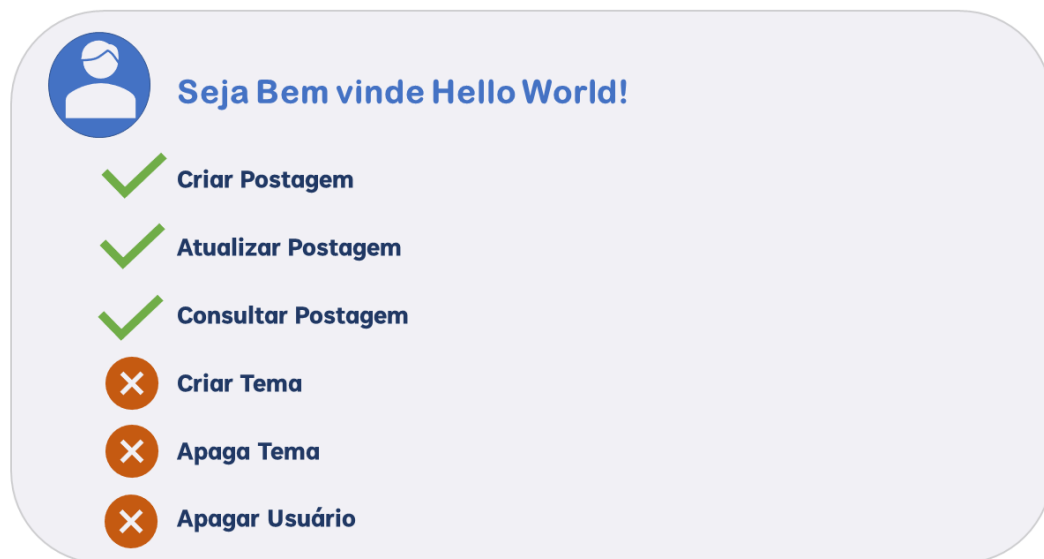 Seja Bem vinde Hello World!
Criar Postagem
Atualizar Postagem
Consultar Postagem
Criar Tema
Apaga Tema
Apagar Usuário